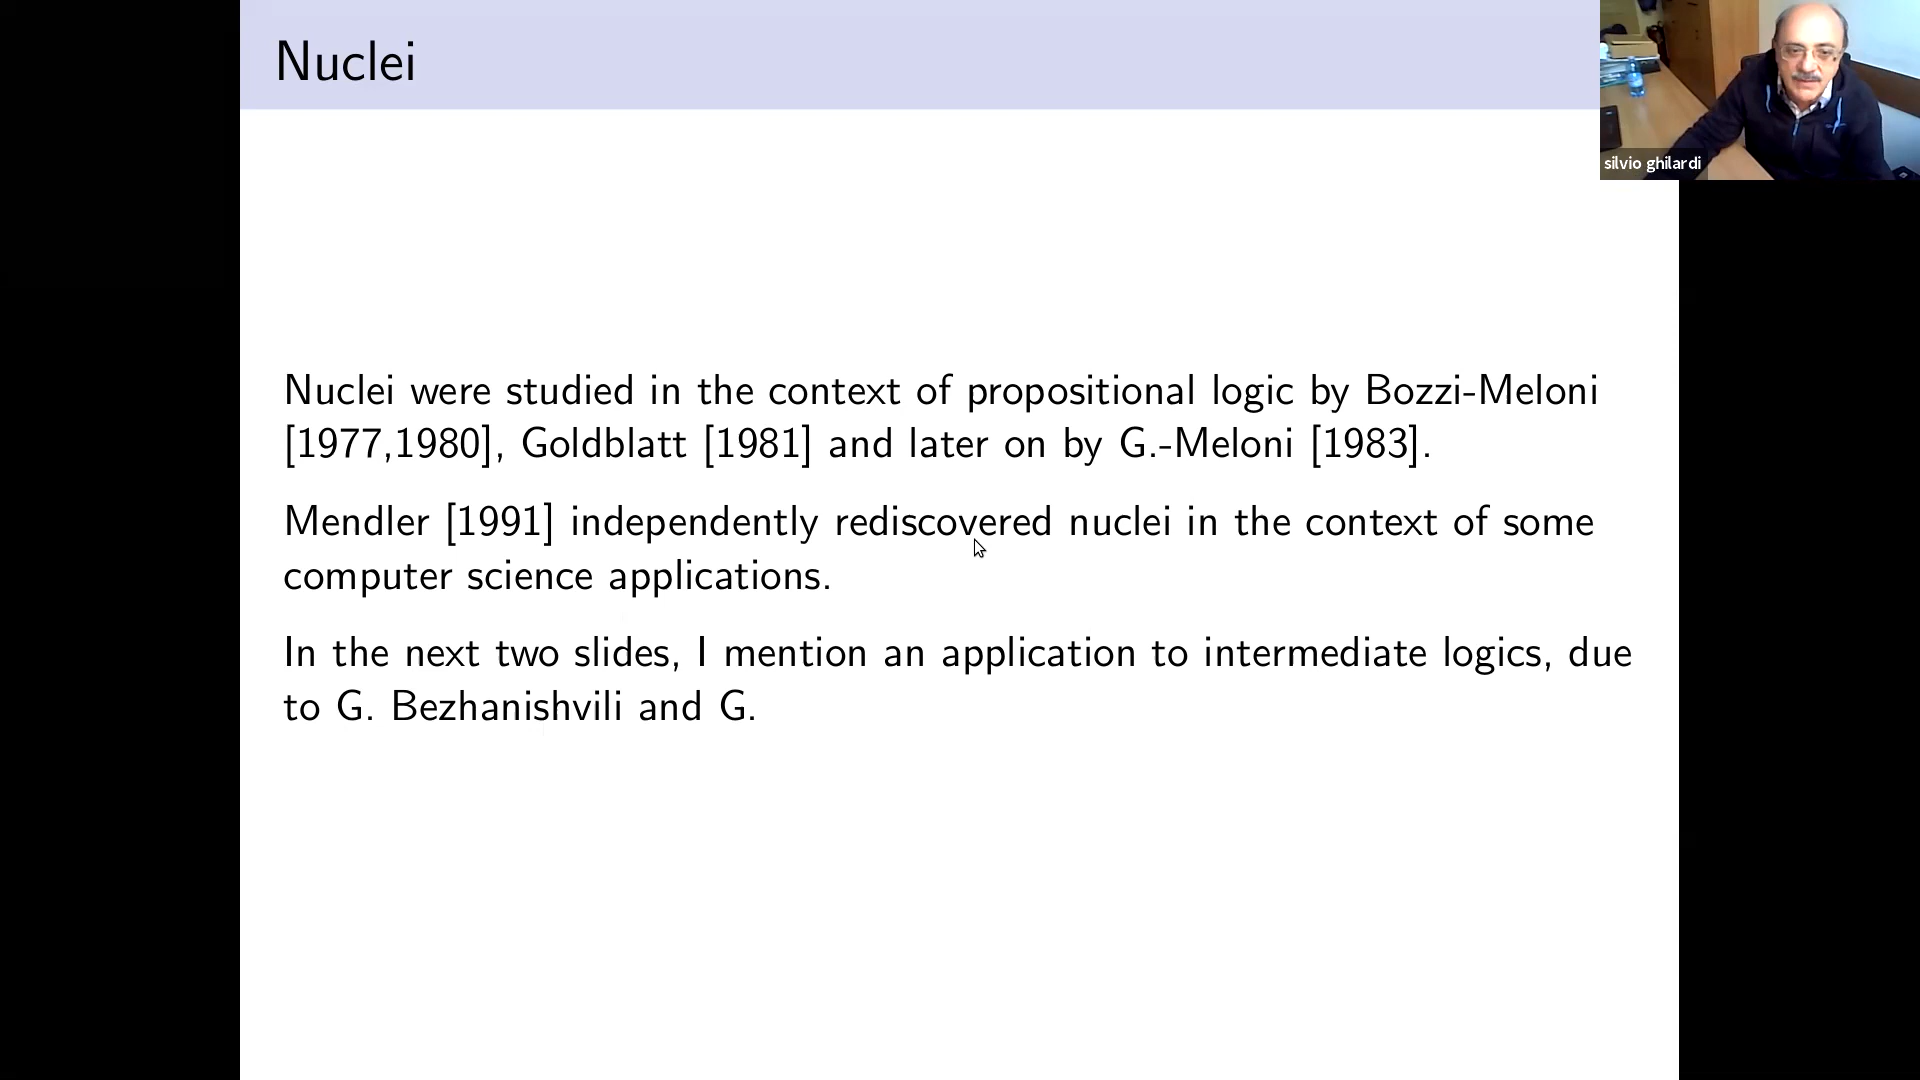 Nuclei
silvio ghilardi
Nuclei were studied in the context of propositional logic by Bozzi-Meloni
[1977,1980], Goldblatt [1981] and later on by G.-Meloni [1983].
Mendler [1991] independently rediscovered nuclei in the context of some
computer science applications.
In the next two slides, I mention an application to intermediate logics, due
to G. Bezhanishvili and G.